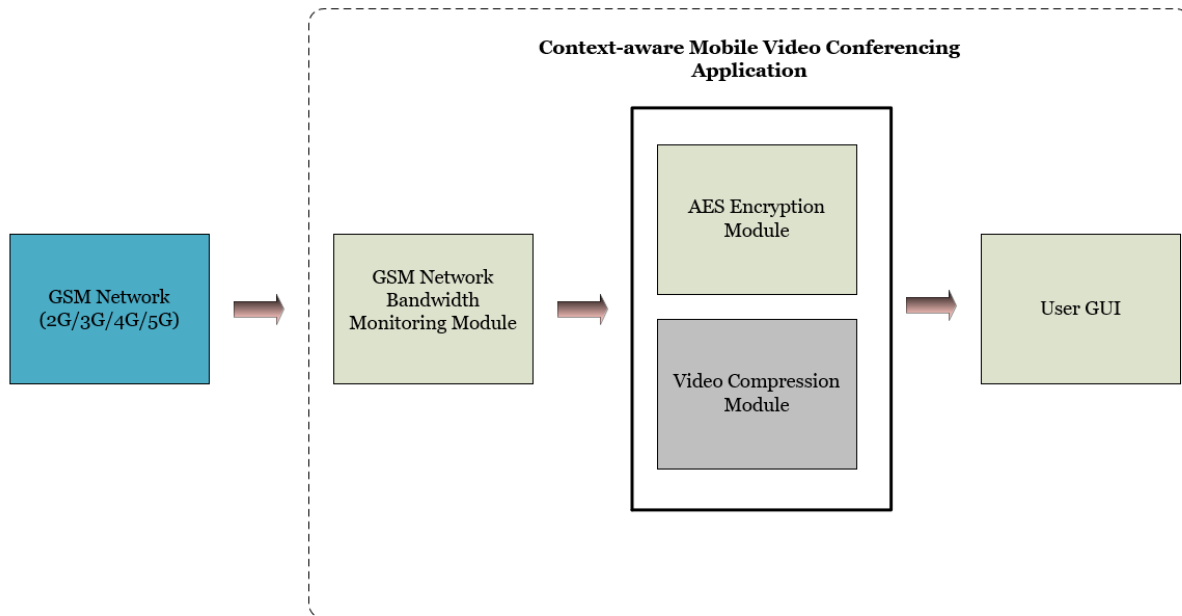 Context-aware Mobile Video Conferencing
Application
GSM Network
(2G/3G/4G/5G)
GSM Network
Bandwidth
Monitoring Module
AES Encryption
Module
Video Compression
Module
User GUI